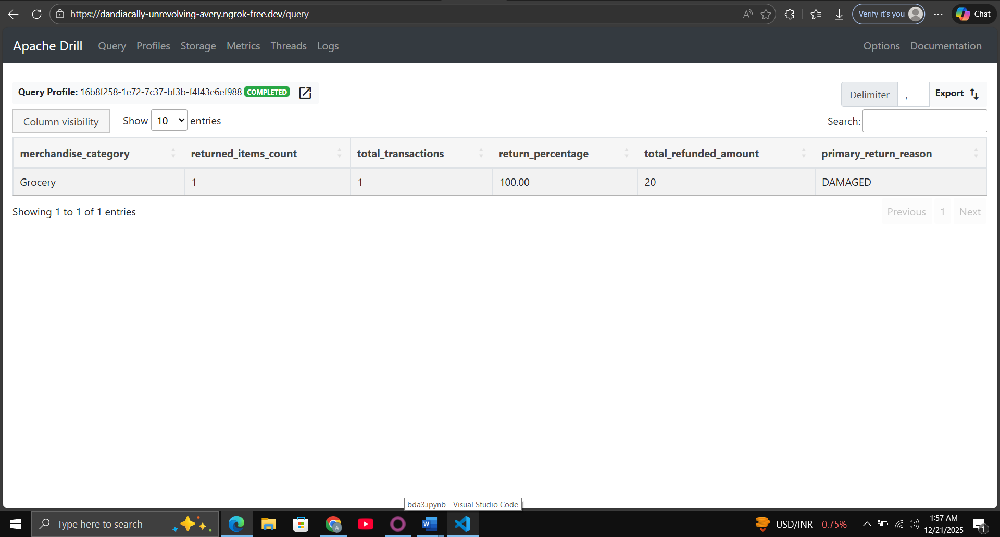 https://dandiacally-unrevolving-avery.ngrok-free.dev/query
Verify it's you
Chat
Apache Drill Query Profiles Storage Metrics Threads Logs Options Documentation
Query Profile: 16b8f258-1e72-7c37-bf3b-f4f43e6ef988 COMPLETED
Delimiter , Export
Column visibility Show 10 entries Search:
merchandise_category returned_items_count total_transactions return_percentage total_refunded_amount primary_return_reason
Grocery 1 1 100.00 20 DAMAGED
Showing 1 to 1 of 1 entries Previous 1 Next
bda3.ipynb - Visual Studio Code
Type here to search
USD/INR -0.75%
1:57 AM
12/21/2025
1